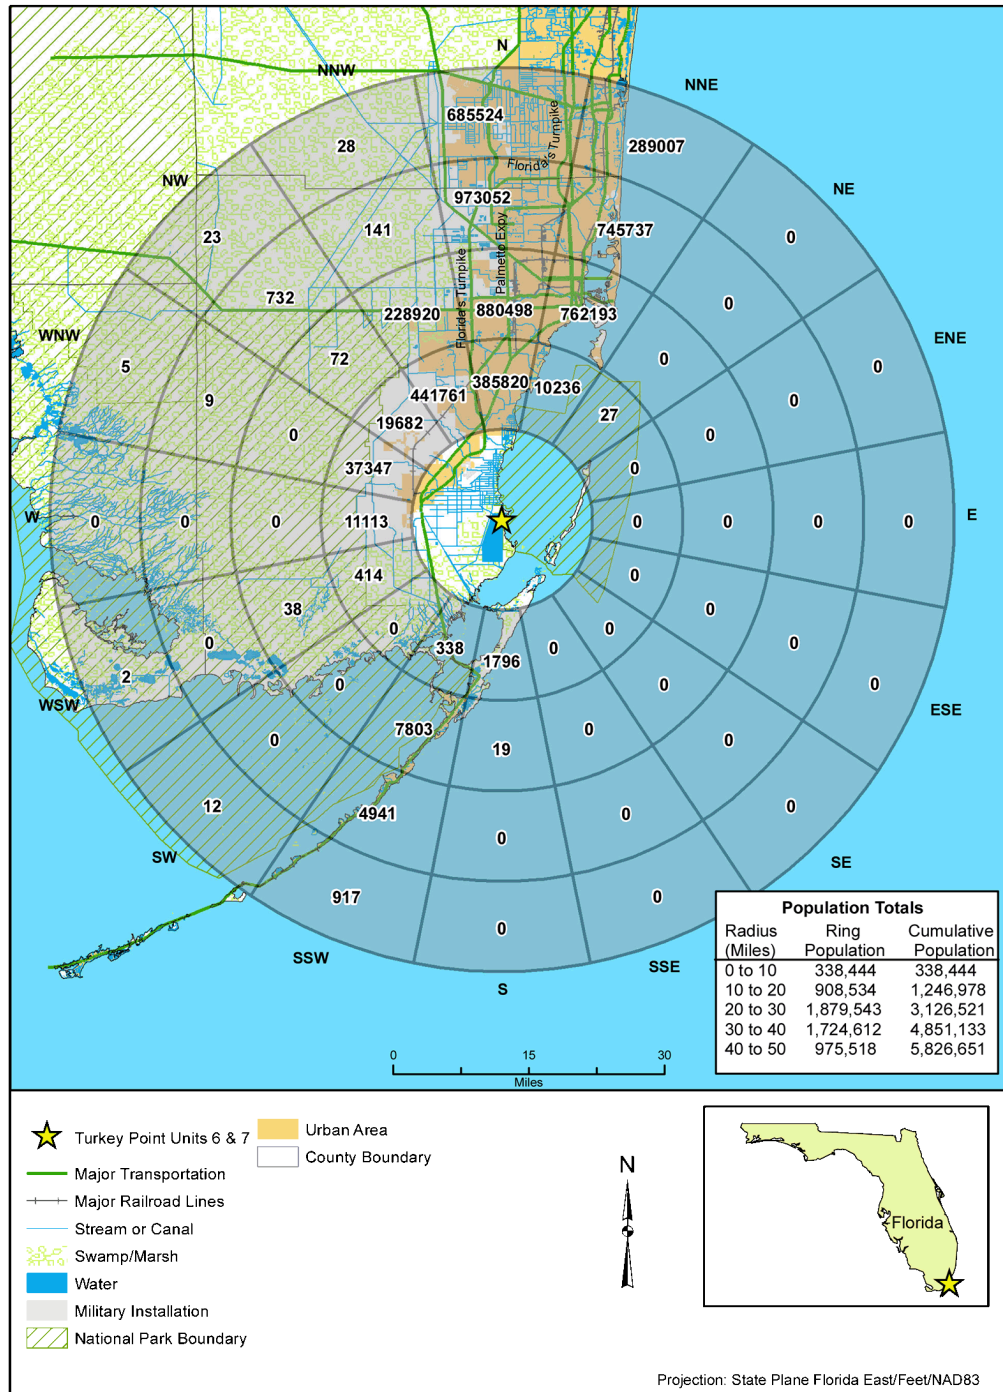 N
NNW
NNE
685524
28
289007
Florida's Turnpike
NW
NE
973052
23
141
745737
0
Palmetto Expy
Florida's Turnpike
732
0
228920
880498
762193
WNW
ENE
72
0
5
0
441761
385820
10236
9
27
0
19682
0
0
37347
0
W
0
0
0
11113
0
0
0
0
E
414
0
38
0
0
0
0
0
338
1796
0
2
0
0
0
WSW
ESE
7803
0
0
0
19
12
0
4941
0
0
SW
SE
917
0
0
SSW
SSE
S
Population Totals
Radius (Miles) Ring Population Cumulative Population
0 to 10 338,444 338,444
10 to 20 908,534 1,246,978
20 to 30 1,879,543 3,126,521
30 to 40 1,724,612 4,851,133
40 to 50 975,518 5,826,651
0 15 30
Miles
Turkey Point Units 6 & 7
Major Transportation
Major Railroad Lines
Stream or Canal
Swamp/Marsh
Water
Military Installation
National Park Boundary
Urban Area
County Boundary
N
Florida
Projection: State Plane Florida East/Feet/NAD83